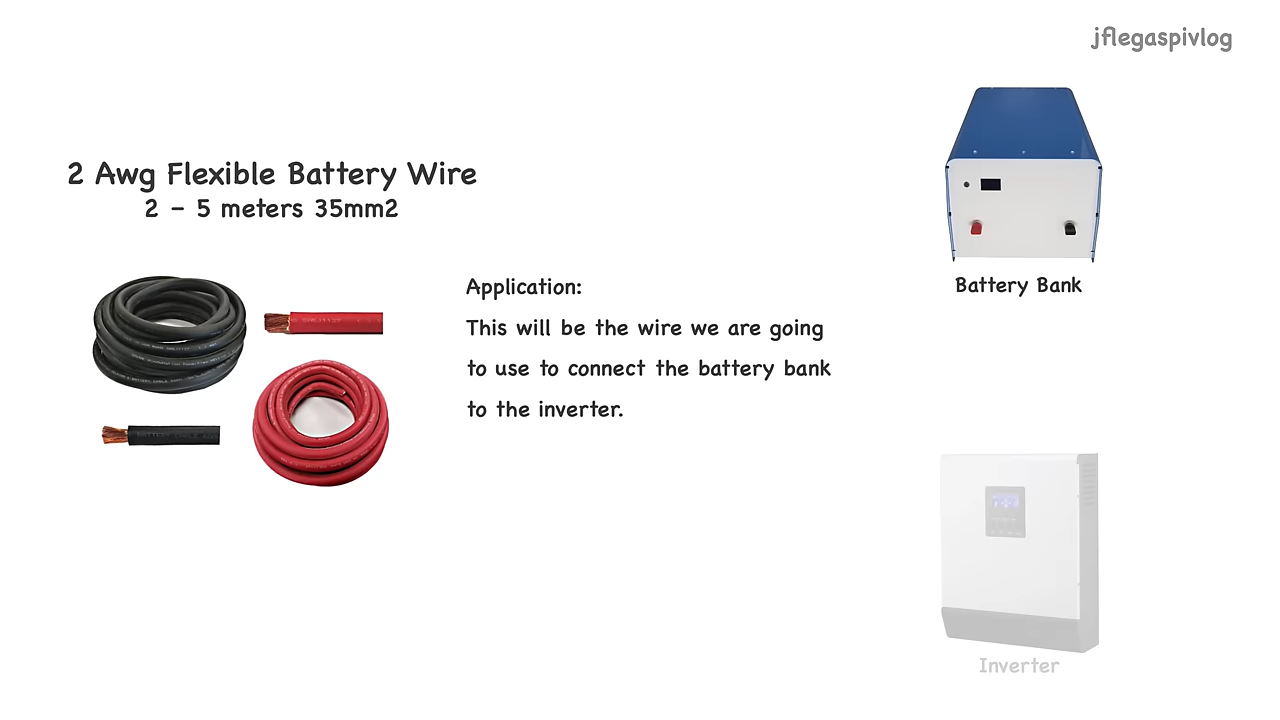 jflegaspivlog
2 Awg Flexible Battery Wire
2 - 5 meters 35mm2
Application:
This will be the wire we are going
to use to connect the battery bank
to the inverter.
Battery Bank
Inverter